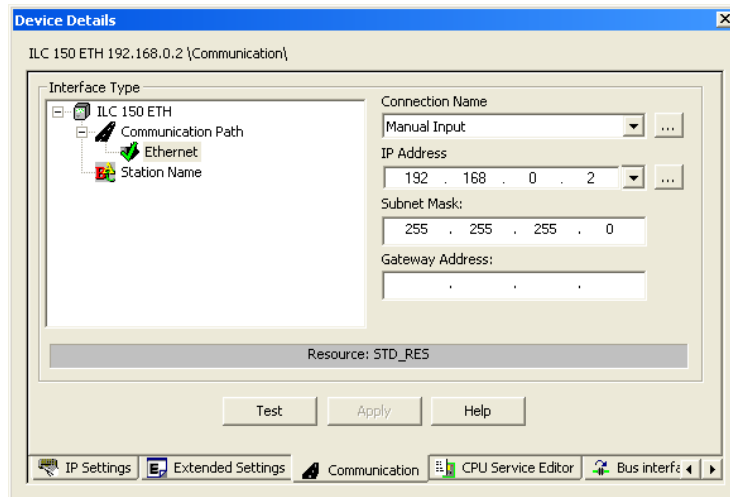 Device Details
ILC 150 ETH 192.168.0.2 \Communication\
Interface Type
ILC 150 ETH
Communication Path
Ethernet
Station Name
Connection Name
Manual Input
...
IP Address
192 . 168 . 0 . 2
...
Subnet Mask:
255 . 255 . 255 . 0
Gateway Address:
. . .
Resource: STD_RES
Test Apply Help
IP Settings Extended Settings Communication CPU Service Editor Bus interfa